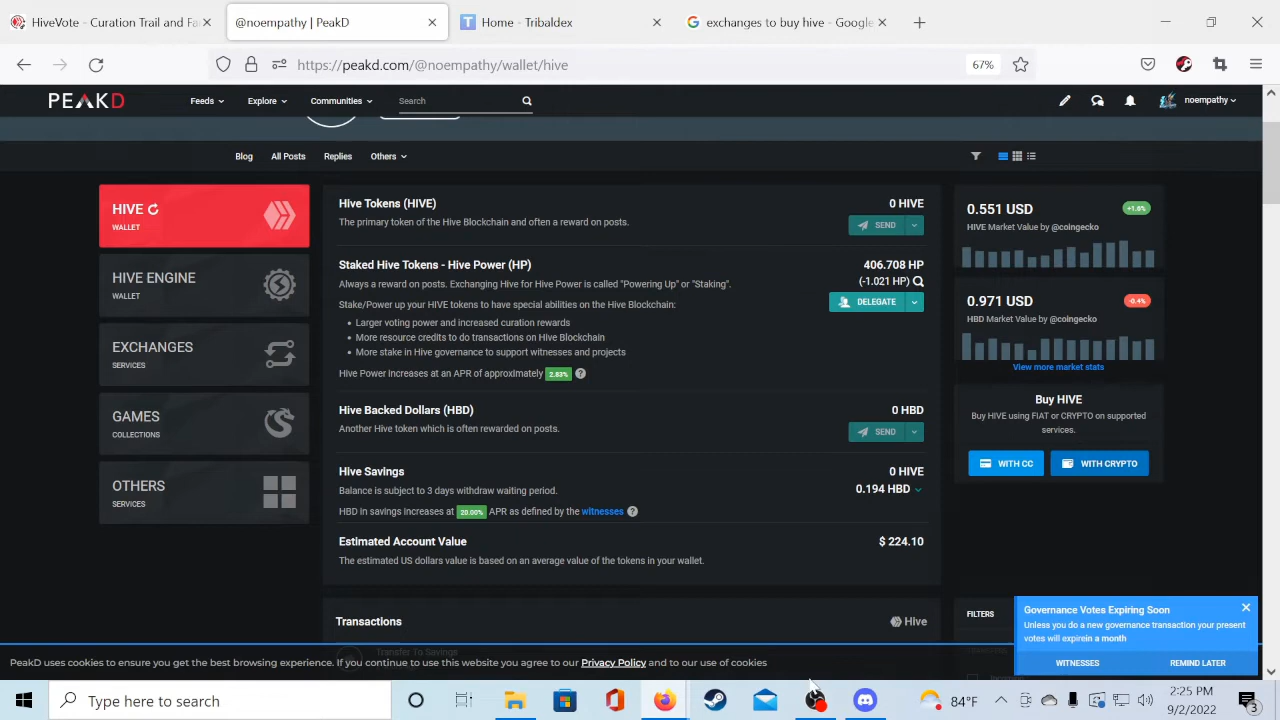 HiveVote - Curation Trail and Fa
@noempathy | PeakD
Home - Tribaldex
exchanges to buy hive - Google
https://peakd.com/@noempathy/wallet/hive
67%
PEAKD
Feeds
Explore
Communities
Search
noempathy
Blog
All Posts
Replies
Others
HIVE
WALLET
HIVE ENGINE
WALLET
EXCHANGES
SERVICES
GAMES
COLLECTIONS
OTHERS
SERVICES
Hive Tokens (HIVE)
0 HIVE
The primary token of the Hive Blockchain and often a reward on posts.
SEND
Staked Hive Tokens - Hive Power (HP)
406.708 HP
Always a reward on posts. Exchanging Hive for Hive Power is called "Powering Up" or "Staking".
(-1.021 HP)
Stake/Power up your HIVE tokens to have special abilities on the Hive Blockchain:
DELEGATE
• Larger voting power and increased curation rewards
• More resource credits to do transactions on Hive Blockchain
• More stake in Hive governance to support witnesses and projects
Hive Power increases at an APR of approximately 2.83% ?
Hive Backed Dollars (HBD)
0 HBD
Another Hive token which is often rewarded on posts.
SEND
Hive Savings
0 HIVE
Balance is subject to 3 days withdraw waiting period.
0.194 HBD
HBD in savings increases at 20.00% APR as defined by the witnesses ?
Estimated Account Value
$ 224.10
The estimated US dollars value is based on an average value of the tokens in your wallet.
Transactions
Hive
Transfer To Savings
0.551 USD
+1.6%
HIVE Market Value by @coingecko
0.971 USD
-0.4%
HBD Market Value by @coingecko
View more market stats
Buy HIVE
Buy HIVE using FIAT or CRYPTO on supported
services.
WITH CC
WITH CRYPTO
FILTERS
Governance Votes Expiring Soon
Unless you do a new governance transaction your present
votes will expirein a month
WITNESSES
REMIND LATER
PeakD uses cookies to ensure you get the best browsing experience. If you continue to use this website you agree to our Privacy Policy and to our use of cookies
Type here to search
84°F
2:25 PM
9/2/2022
3